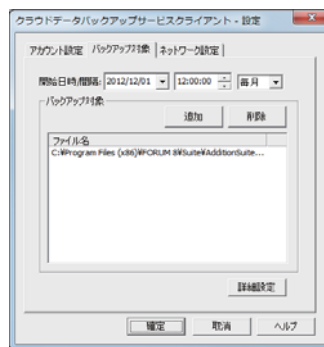 クラウドデータバックアップサービスクライアント - 設定
アカウント設定 バックアップ対象 ネットワーク設定
開始日時/間隔: 2012/12/01 12:00:00 毎月
バックアップ対象
追加 削除
ファイル名
C:¥Program Files (x86)¥FORUM 8¥Suite¥AdditionSuite...
詳細設定
確定 取消 ヘルプ